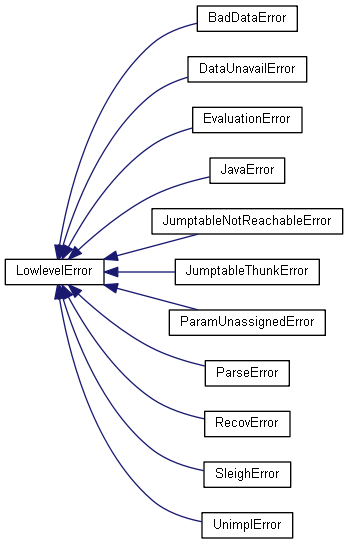 BadDataError
DataUnavailError
EvaluationError
JavaError
JumptableNotReachableError
LowlevelError
JumptableThunkError
ParamUnassignedError
ParseError
RecovError
SleighError
UnimplError